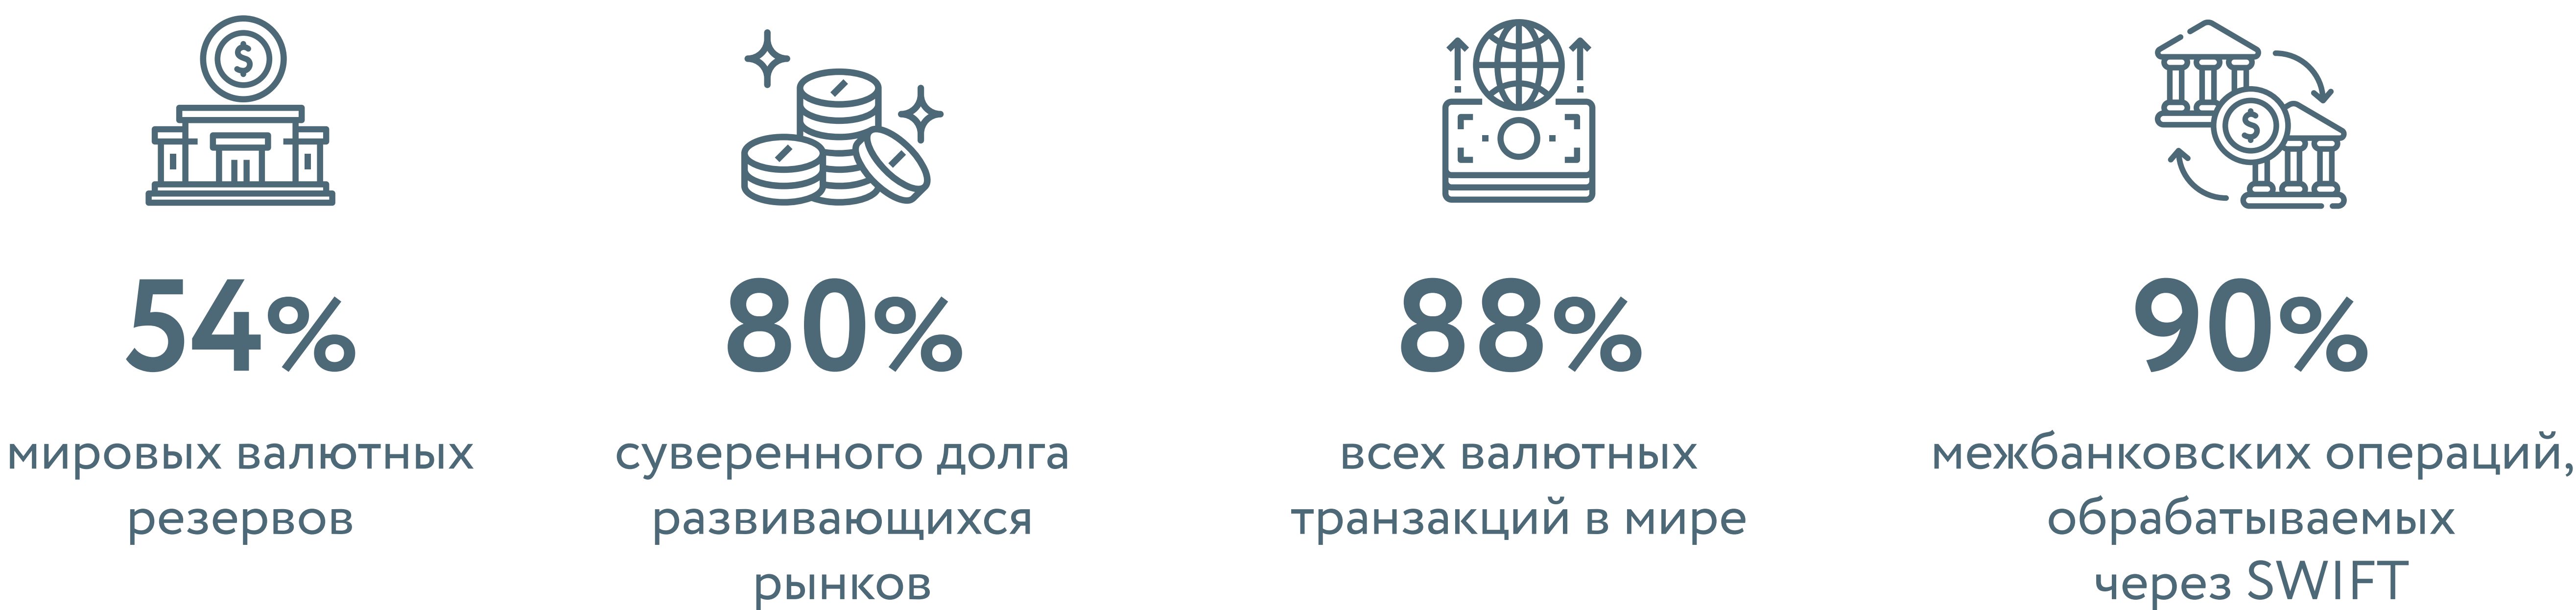 54%
мировых валютных
резервов
80%
суверенного долга
развивающихся
рынков
88%
всех валютных
транзакций в мире
90%
межбанковских операций,
обрабатываемых
через SWIFT